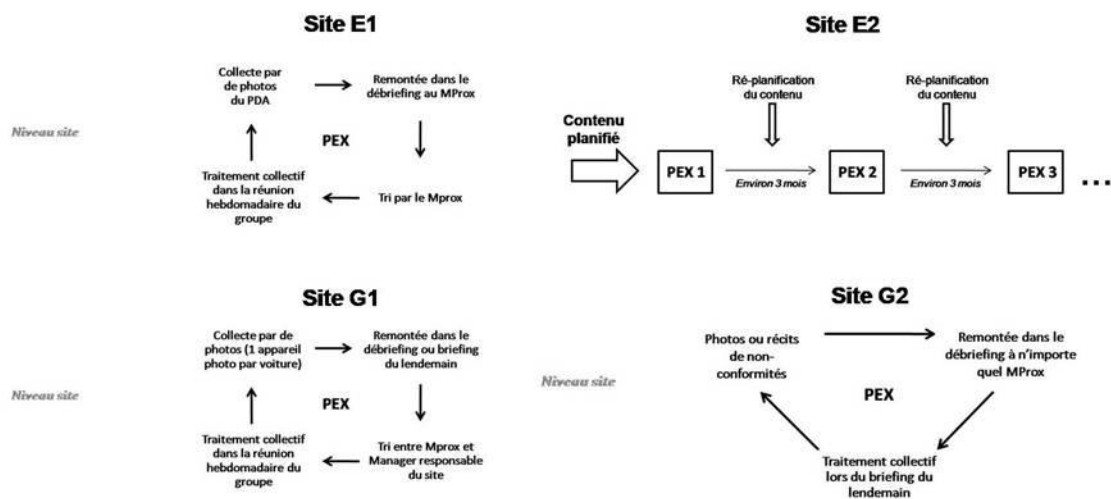 Site E1
Collecte par
de photos
du PDA
Remontée dans le
débriefing au MProx
Niveau site
PEX
Traitement collectif
dans la réunion
hebdomadaire du
groupe
Tri par le Mprox
Site E2
Ré-planification
du contenu
Ré-planification
du contenu
Contenu
planifié
PEX 1
Environ 3 mois
PEX 2
Environ 3 mois
PEX 3
...
Site G1
Collecte par de
photos (1 appareil
photo par voiture)
Remontée dans le
débriefing ou briefing
du lendemain
Niveau site
PEX
Traitement collectif
dans la réunion
hebdomadaire du
groupe
Tri entre Mprox et
Manager responsable
du site
Site G2
Photos ou récits
de non-
conformités
Remontée dans le
débriefing à n'importe
quel MProx
Niveau site
PEX
Traitement collectif
lors du briefing du
lendemain